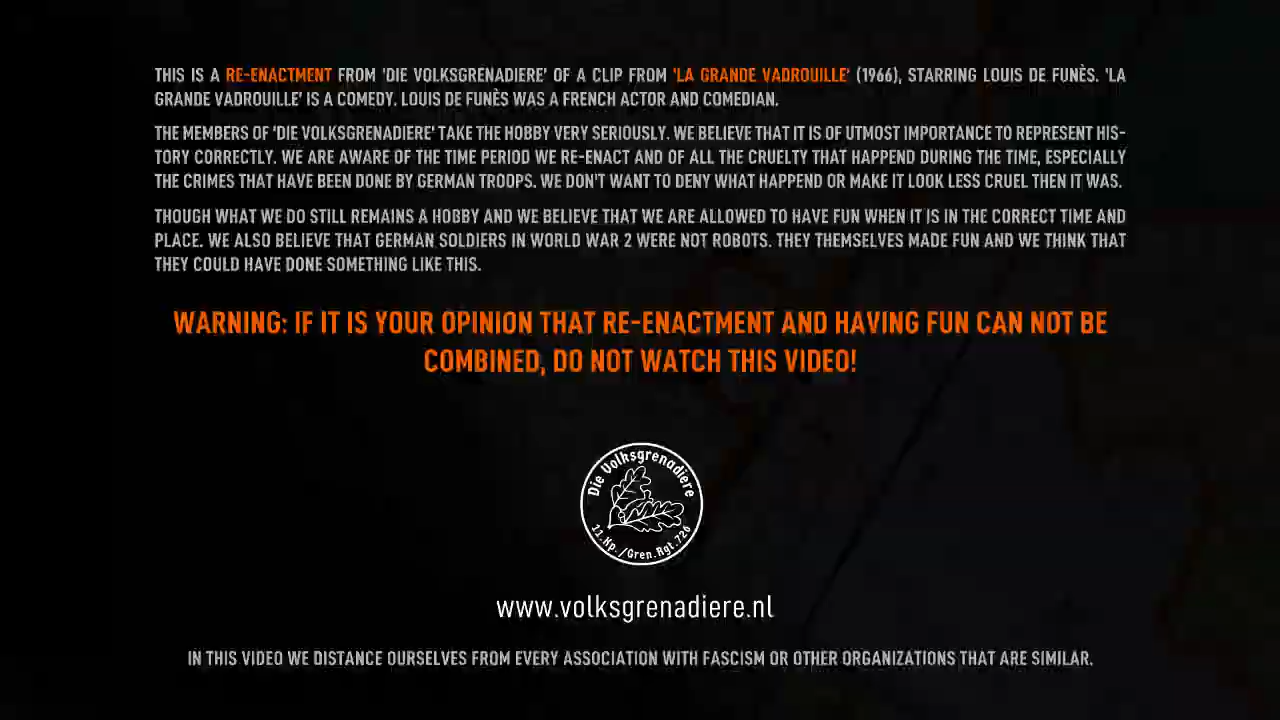 THIS IS A RE-ENACTMENT FROM 'DIE VOLKSGRENADIERE' OF A CLIP FROM 'LA GRANDE VADROUILLE' (1966), STARRING LOUIS DE FUNÈS. 'LA
GRANDE VADROUILLE' IS A COMEDY. LOUIS DE FUNÈS WAS A FRENCH ACTOR AND COMEDIAN.
THE MEMBERS OF 'DIE VOLKSGRENADIERE' TAKE THE HOBBY VERY SERIOUSLY. WE BELIEVE THAT IT IS OF UTMOST IMPORTANCE TO REPRESENT HIS-
TORY CORRECTLY. WE ARE AWARE OF THE TIME PERIOD WE RE-ENACT AND OF ALL THE CRUELTY THAT HAPPEND DURING THE TIME, ESPECIALLY
THE CRIMES THAT HAVE BEEN DONE BY GERMAN TROOPS. WE DON'T WANT TO DENY WHAT HAPPEND OR MAKE IT LOOK LESS CRUEL THEN IT WAS.
THOUGH WHAT WE DO STILL REMAINS A HOBBY AND WE BELIEVE THAT WE ARE ALLOWED TO HAVE FUN WHEN IT IS IN THE CORRECT TIME AND
PLACE. WE ALSO BELIEVE THAT GERMAN SOLDIERS IN WORLD WAR 2 WERE NOT ROBOTS. THEY THEMSELVES MADE FUN AND WE THINK THAT
THEY COULD HAVE DONE SOMETHING LIKE THIS.
WARNING: IF IT IS YOUR OPINION THAT RE-ENACTMENT AND HAVING FUN CAN NOT BE
COMBINED, DO NOT WATCH THIS VIDEO!
Die Volksgrenadiere
11.Kp./Gren.Rgt.726
www.volksgrenadiere.nl
IN THIS VIDEO WE DISTANCE OURSELVES FROM EVERY ASSOCIATION WITH FASCISM OR OTHER ORGANIZATIONS THAT ARE SIMILAR.